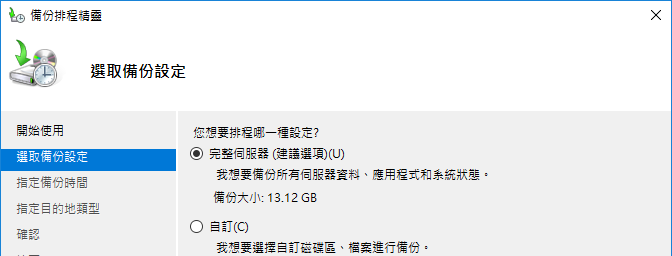 備份排程精靈
選取備份設定
開始使用
選取備份設定
指定備份時間
指定目的地類型
確認
您想要排程哪一種設定?
完整伺服器 (建議選項)(U)
我想要備份所有伺服器資料、應用程式和系統狀態。
備份大小: 13.12 GB
自訂(C)
我想要選擇自訂磁碟區、檔案進行備份。